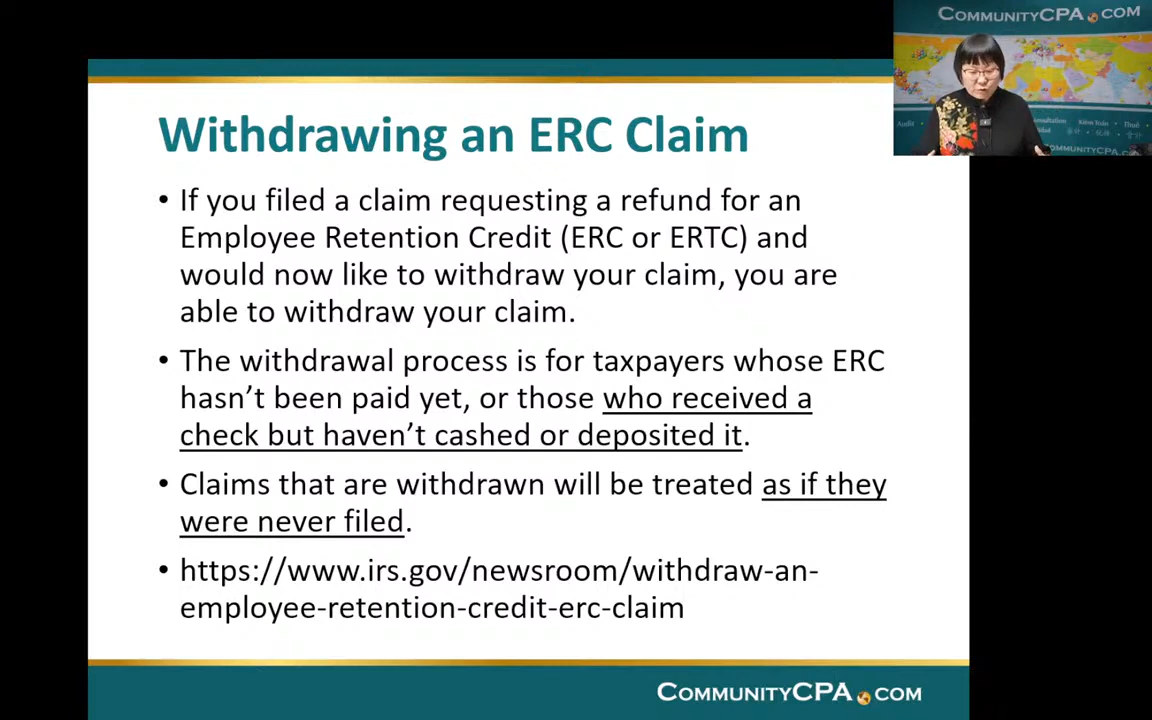 COMMUNITYCPA.COM
Withdrawing an ERC Claim
• If you filed a claim requesting a refund for an
Employee Retention Credit (ERC or ERTC) and
would now like to withdraw your claim, you are
able to withdraw your claim.
• The withdrawal process is for taxpayers whose ERC
hasn’t been paid yet, or those who received a
check but haven’t cashed or deposited it.
• Claims that are withdrawn will be treated as if they
were never filed.
• https://www.irs.gov/newsroom/withdraw-an-
employee-retention-credit-erc-claim
COMMUNITYCPA.COM
Audit
COMMUNITYCPA.COM